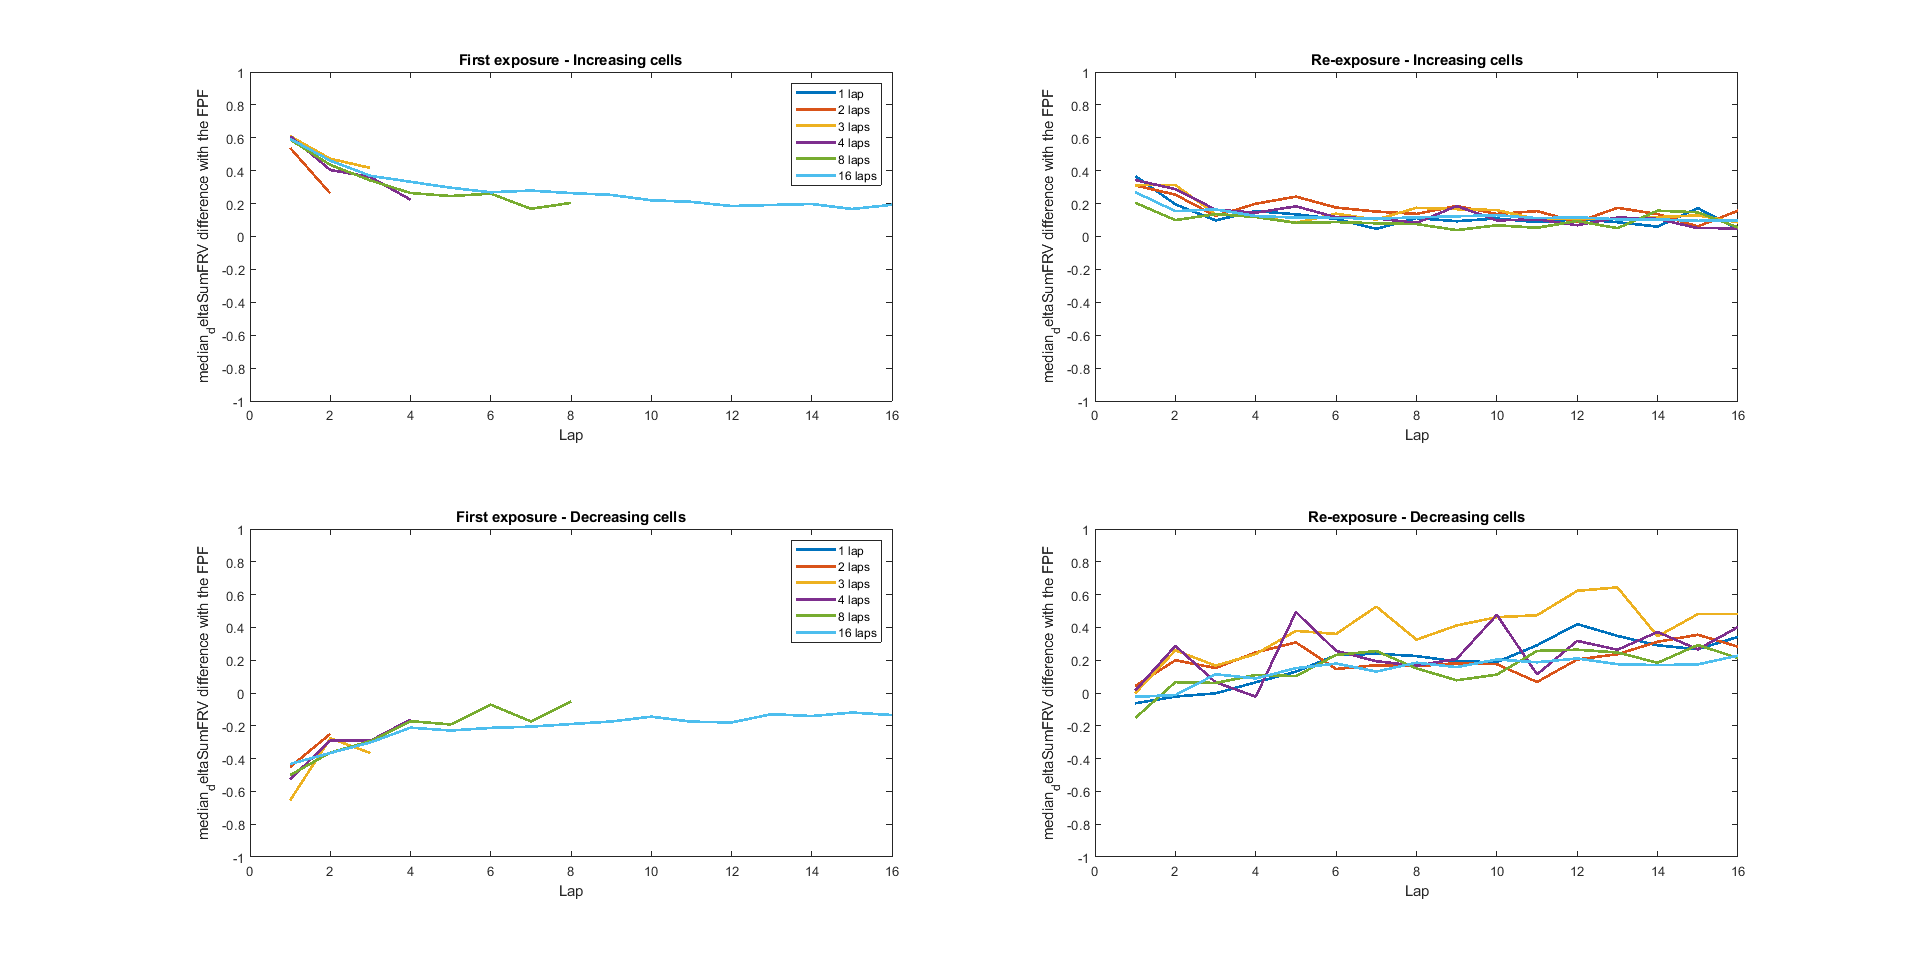 First exposure - Increasing cells
1
0.8
0.6
0.4
0.2
0
-0.2
-0.4
-0.6
-0.8
-1
0 2 4 6 8 10 12 14 16
Lap
median_deltaSumFRV difference with the FPF
1 lap
2 laps
3 laps
4 laps
8 laps
16 laps
Re-exposure - Increasing cells
1
0.8
0.6
0.4
0.2
0
-0.2
-0.4
-0.6
-0.8
-1
0 2 4 6 8 10 12 14 16
Lap
median_deltaSumFRV difference with the FPF
First exposure - Decreasing cells
1
0.8
0.6
0.4
0.2
0
-0.2
-0.4
-0.6
-0.8
-1
0 2 4 6 8 10 12 14 16
Lap
median_deltaSumFRV difference with the FPF
1 lap
2 laps
3 laps
4 laps
8 laps
16 laps
Re-exposure - Decreasing cells
1
0.8
0.6
0.4
0.2
0
-0.2
-0.4
-0.6
-0.8
-1
0 2 4 6 8 10 12 14 16
Lap
median_deltaSumFRV difference with the FPF